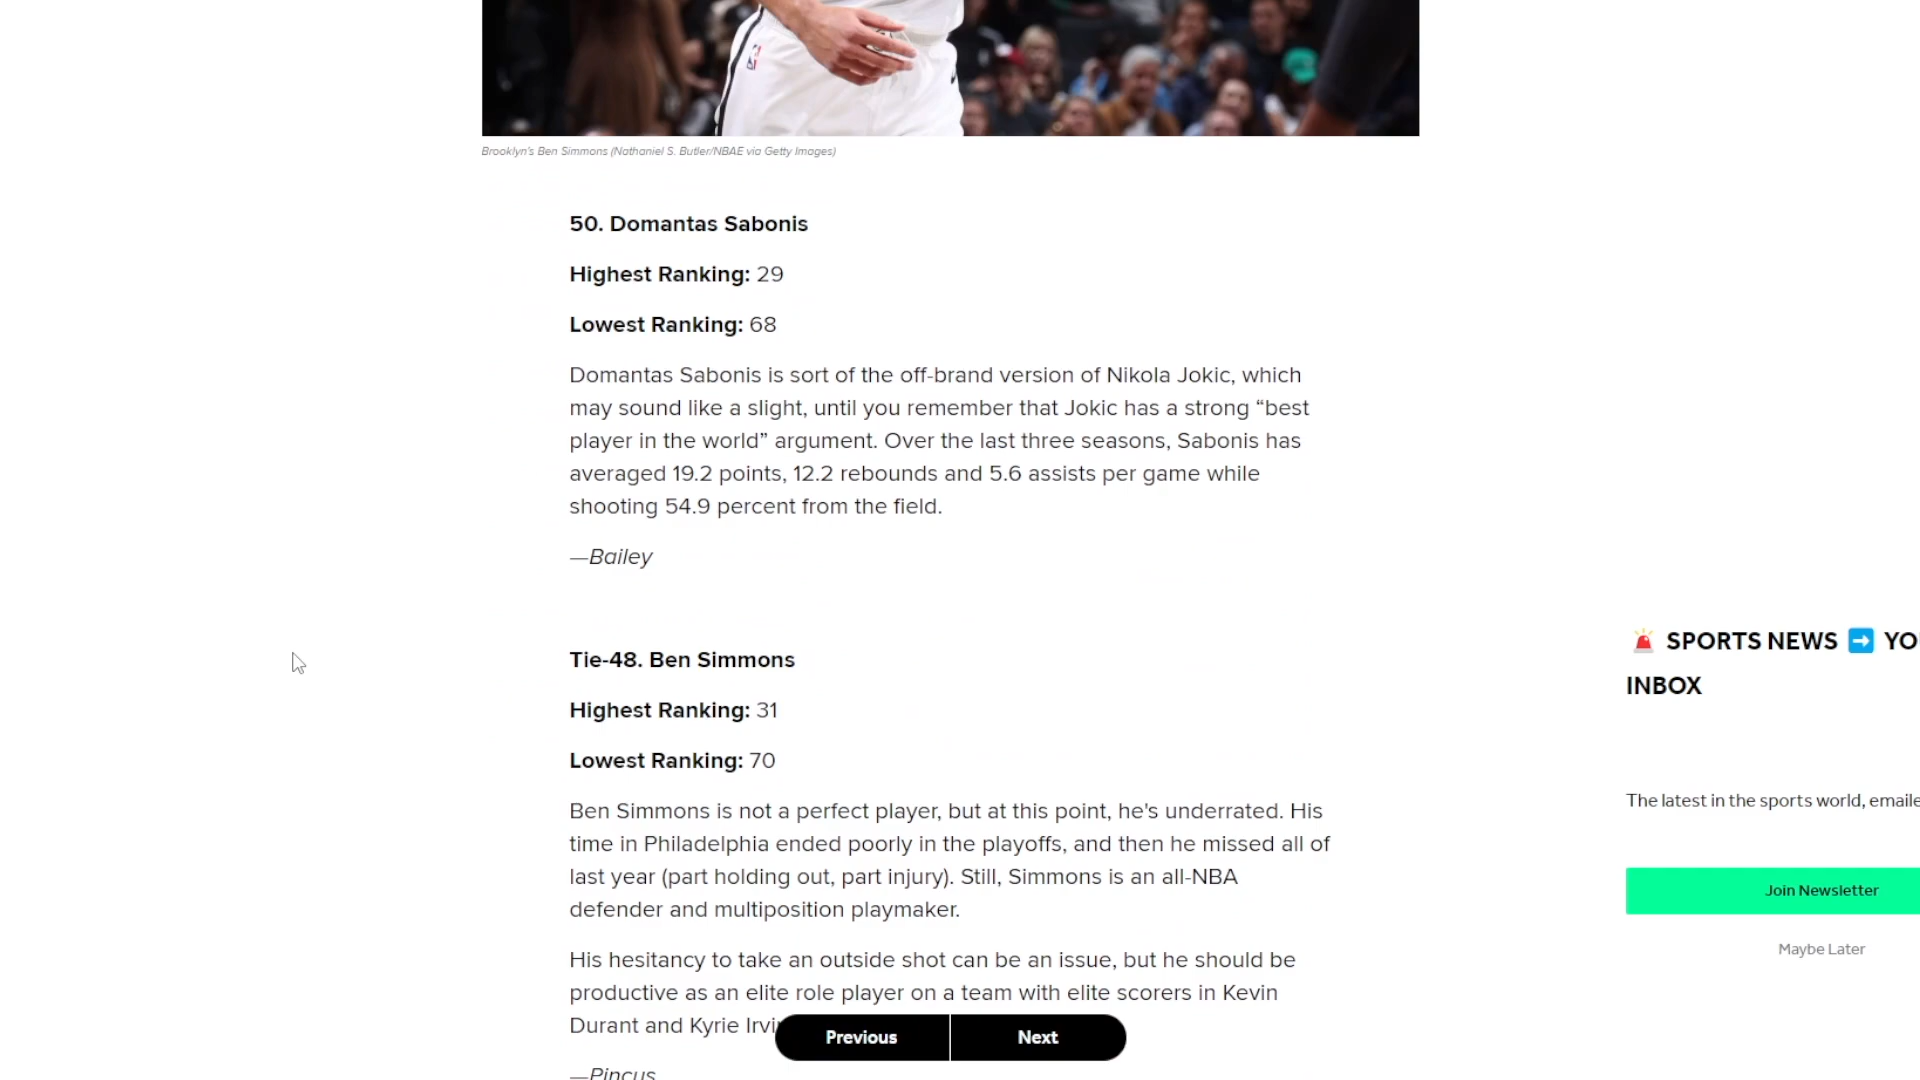 Brooklyn's Ben Simmons (Nathaniel S. Butler/NBAE via Getty Images)
50. Domantas Sabonis
Highest Ranking: 29
Lowest Ranking: 68
Domantas Sabonis is sort of the off-brand version of Nikola Jokic, which
may sound like a slight, until you remember that Jokic has a strong “best
player in the world” argument. Over the last three seasons, Sabonis has
averaged 19.2 points, 12.2 rebounds and 5.6 assists per game while
shooting 54.9 percent from the field.
—Bailey
Tie-48. Ben Simmons
Highest Ranking: 31
Lowest Ranking: 70
Ben Simmons is not a perfect player, but at this point, he's underrated. His
time in Philadelphia ended poorly in the playoffs, and then he missed all of
last year (part holding out, part injury). Still, Simmons is an all-NBA
defender and multiposition playmaker.
His hesitancy to take an outside shot can be an issue, but he should be
productive as an elite role player on a team with elite scorers in Kevin
Durant and Kyrie
—Pincus
Previous
Next
SPORTS NEWS YO
INBOX
The latest in the sports world, emaile
Join Newsletter
Maybe Later